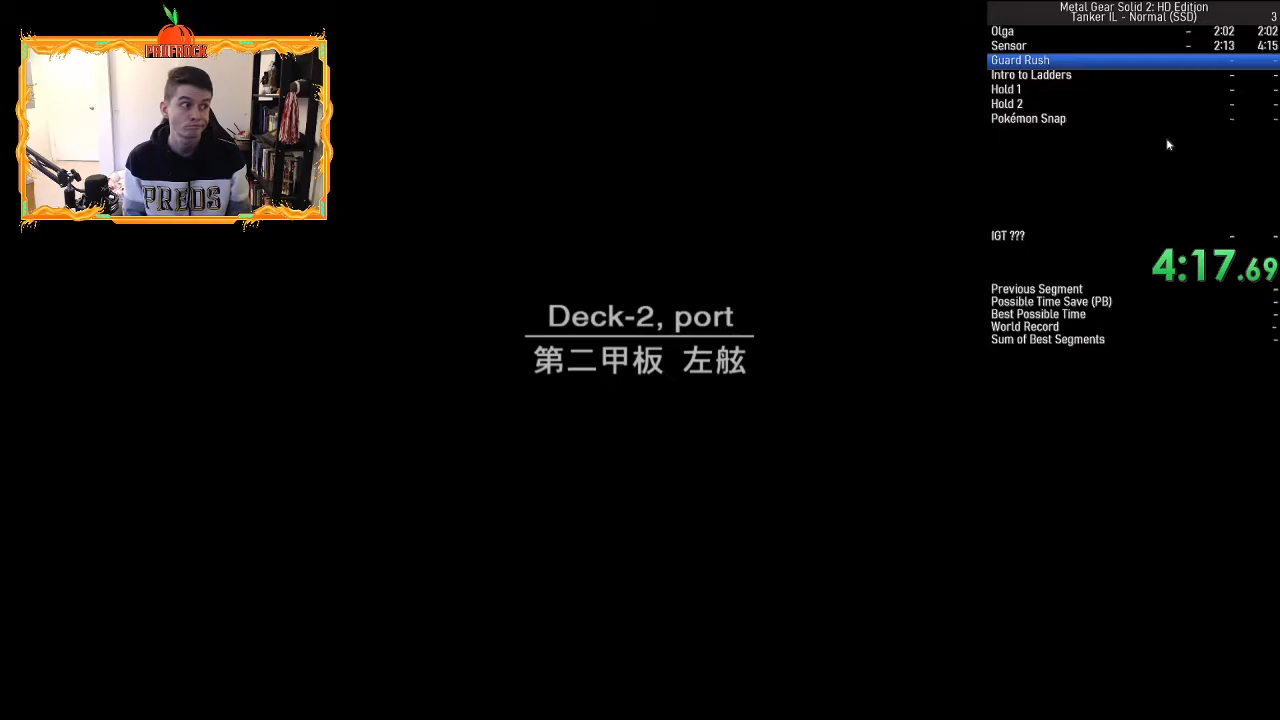 PRUFROCK
PREDS
Metal Gear Solid 2: HD Edition
Tanker IL - Normal (SSD) 3
Olga - 2:02 2:02
Sensor - 2:13 4:15
Guard Rush - -
Intro to Ladders - -
Hold 1 - -
Hold 2 - -
Pokémon Snap - -
IGT ??? - -
4:17.69
Previous Segment -
Possible Time Save (PB) -
Best Possible Time -
World Record -
Sum of Best Segments -
Deck-2, port
第二甲板 左舷